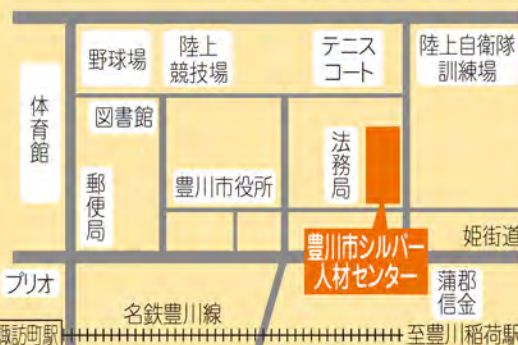 野球場
陸上
競技場
テニス
コート
陸上自衛隊
訓練場
体育館
図書館
郵便局
豊川市役所
法務局
豊川市シルバー
人材センター
姫街道
プリオ
蒲郡
信金
名鉄豊川線
諏訪町駅
至豊川稲荷駅